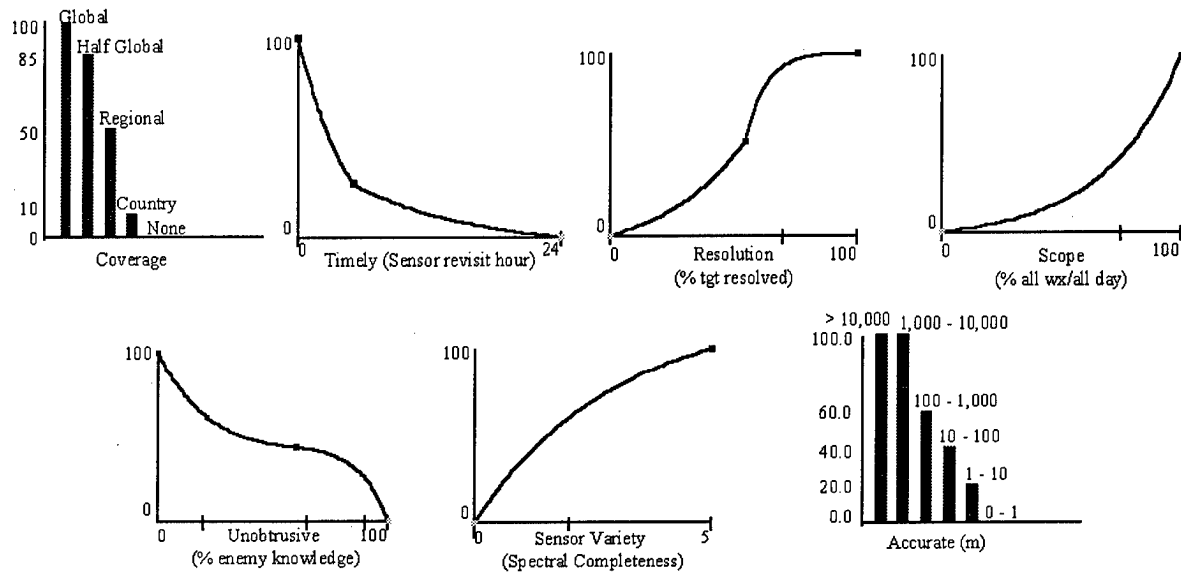 100
Global
Half Global
85
Regional
50
Country
10
None
0
Coverage
100
0
0
24
Timely (Sensor revisit hour)
100
0
0
100
Resolution
(% tgt resolved)
100
0
0
100
Scope
(% all wx/all day)
100
0
0
100
Unobtrusive
(% enemy knowledge)
100
0
0
5
Sensor Variety
(Spectral Completeness)
> 10,000
1,000 - 10,000
100.0
100 - 1,000
60.0
10 - 100
40.0
1 - 10
20.0
0 - 1
0.0
Accurate (m)